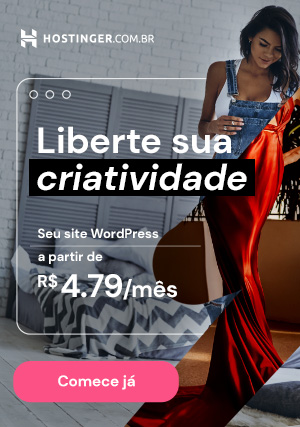 HOSTINGER.COM.BR
Liberte sua
criatividade
Seu site WordPress
a partir de
R$ 4.79/mês
Comece já